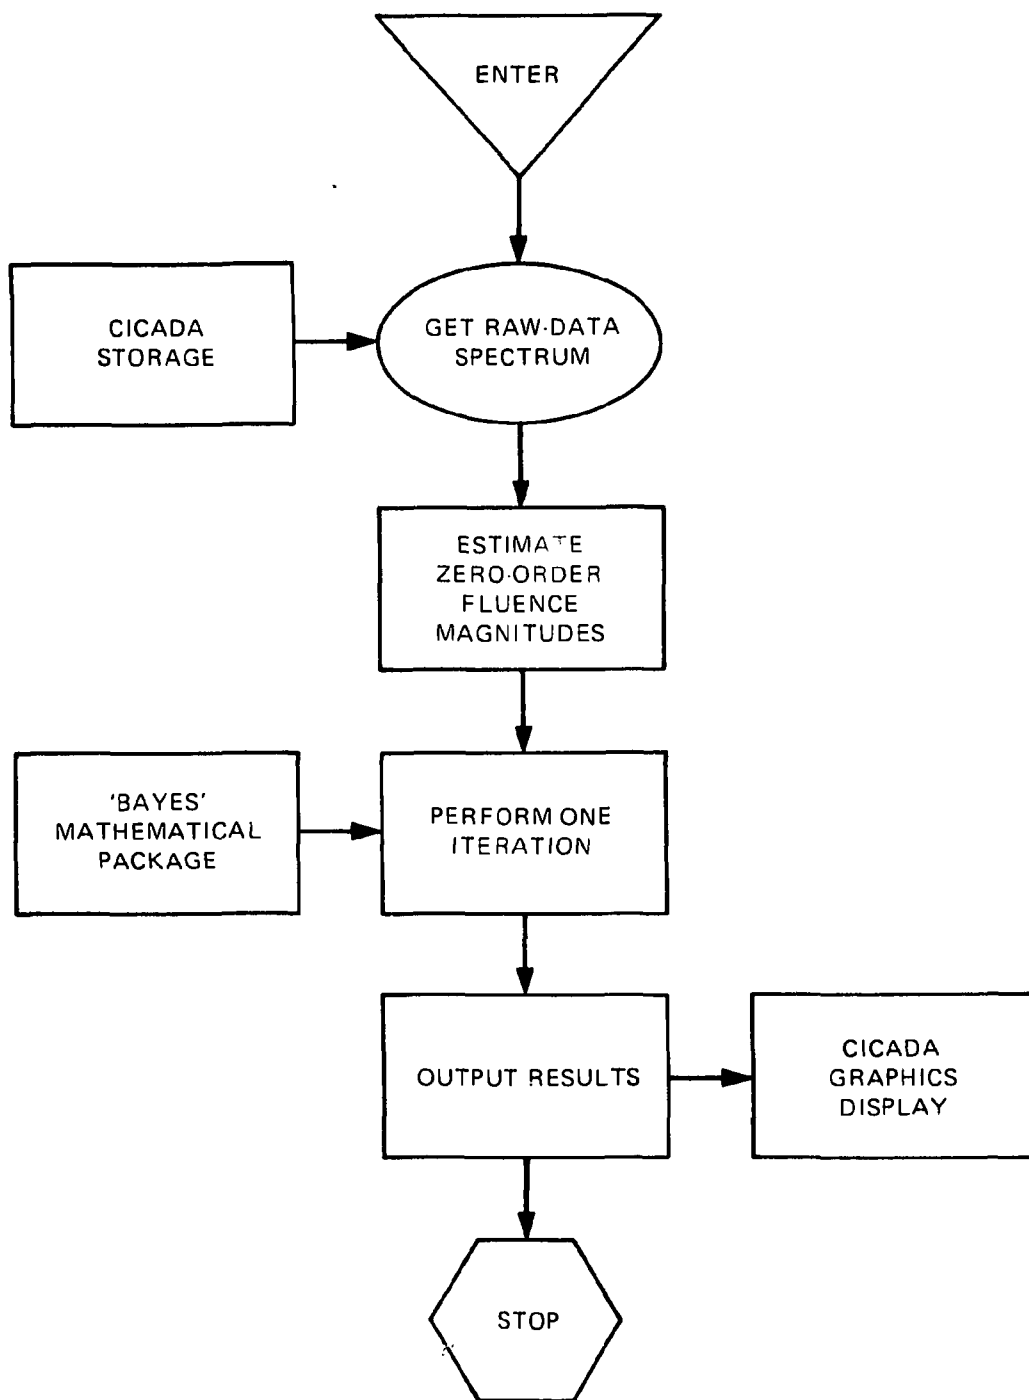 ENTER
CICADA
STORAGE
GET RAW-DATA
SPECTRUM
ESTIMATE
ZERO-ORDER
FLUENCE
MAGNITUDES
'BAYES'
MATHEMATICAL
PACKAGE
PERFORM ONE
ITERATION
OUTPUT RESULTS
CICADA
GRAPHICS
DISPLAY
STOP